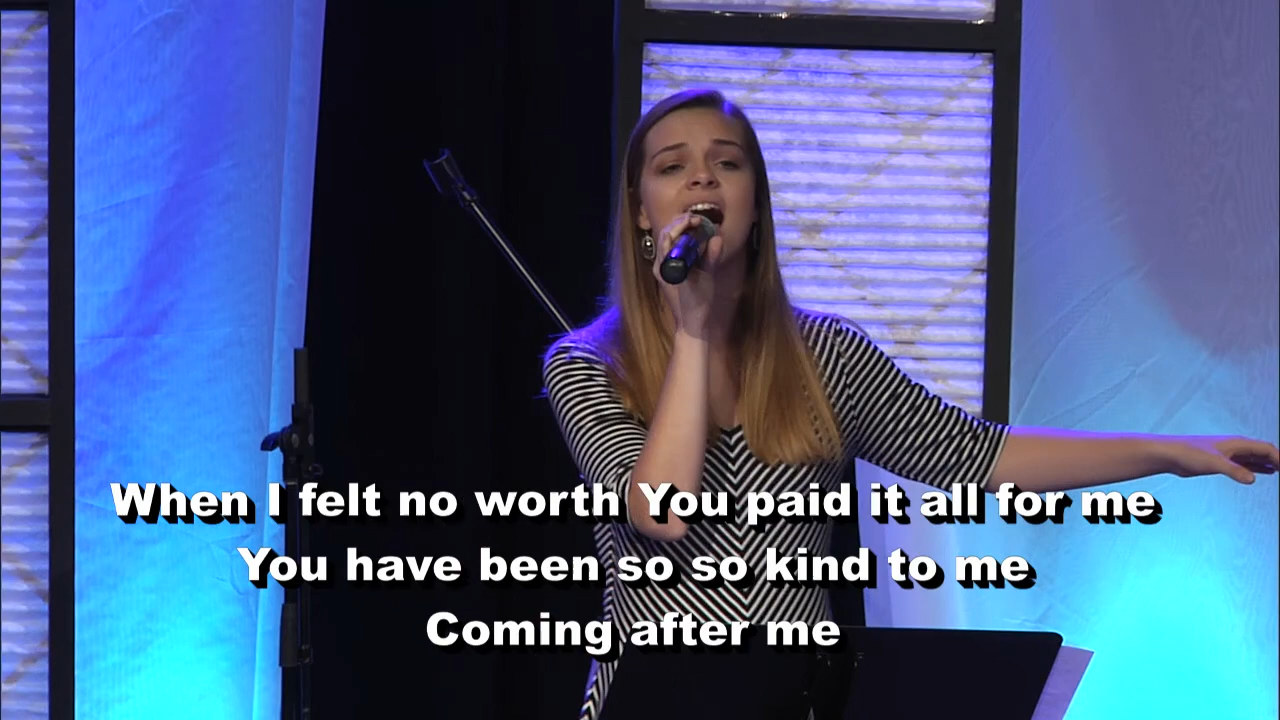 When I felt no worth You paid it all for me
You have been so so kind to me
Coming after me